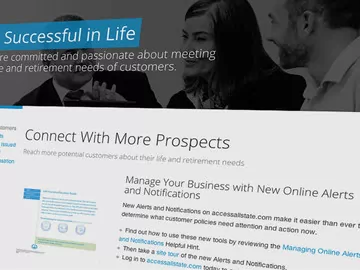 Successful in Life
re committed and passionate about meeting
e and retirement needs of customers.
Connect With More Prospects
Reach more potential customers about their life and retirement needs
Manage Your Business with New Online Alerts
and Notifications
New Alerts and Notifications on accessallstate.com make it easier than ever t
determine what customer policies need attention and action now.
Find out how to use these new tools by reviewing the Managing Online Aler
and Notifications Helpful Hint.
Then take a site tour of the new Alerts and Notifications.
Log in to accessallstate.com today to